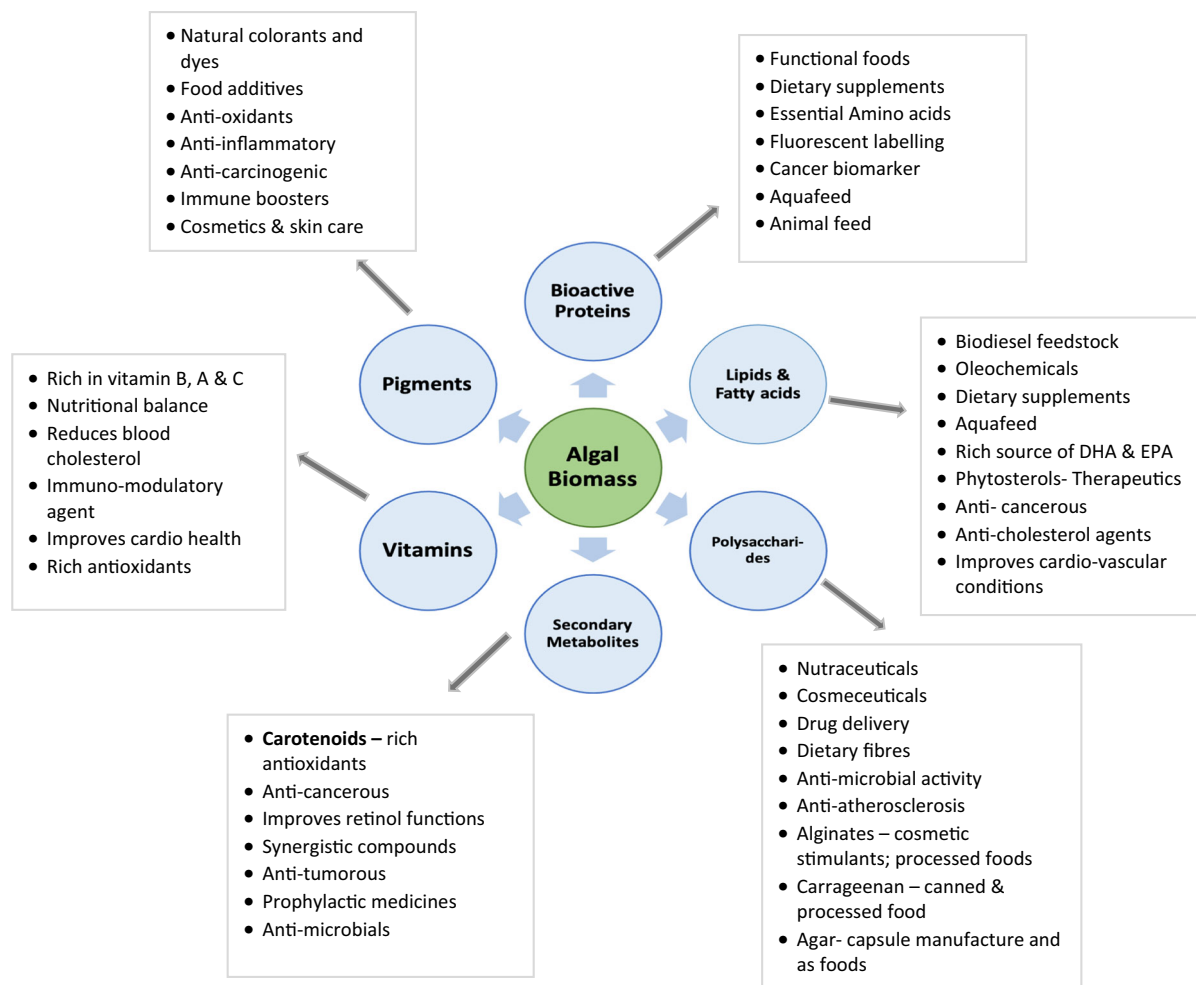 • Natural colorants and
dyes
• Food additives
• Anti-oxidants
• Anti-inflammatory
• Anti-carcinogenic
• Immune boosters
• Cosmetics & skin care
• Functional foods
• Dietary supplements
• Essential Amino acids
• Fluorescent labelling
• Cancer biomarker
• Aquafeed
• Animal feed
Bioactive
Proteins
Pigments
Lipids &
Fatty acids
Algal
Biomass
Vitamins
Polysacchari-
des
Secondary
Metabolites
• Rich in vitamin B, A & C
• Nutritional balance
• Reduces blood
cholesterol
• Immuno-modulatory
agent
• Improves cardio health
• Rich antioxidants
• Biodiesel feedstock
• Oleochemicals
• Dietary supplements
• Aquafeed
• Rich source of DHA & EPA
• Phytosterols- Therapeutics
• Anti- cancerous
• Anti-cholesterol agents
• Improves cardio-vascular
conditions
• Carotenoids – rich
antioxidants
• Anti-cancerous
• Improves retinol functions
• Synergistic compounds
• Anti-tumorous
• Prophylactic medicines
• Anti-microbials
• Nutraceuticals
• Cosmeceuticals
• Drug delivery
• Dietary fibres
• Anti-microbial activity
• Anti-atherosclerosis
• Alginates – cosmetic
stimulants; processed foods
• Carrageenan – canned &
processed food
• Agar- capsule manufacture and
as foods